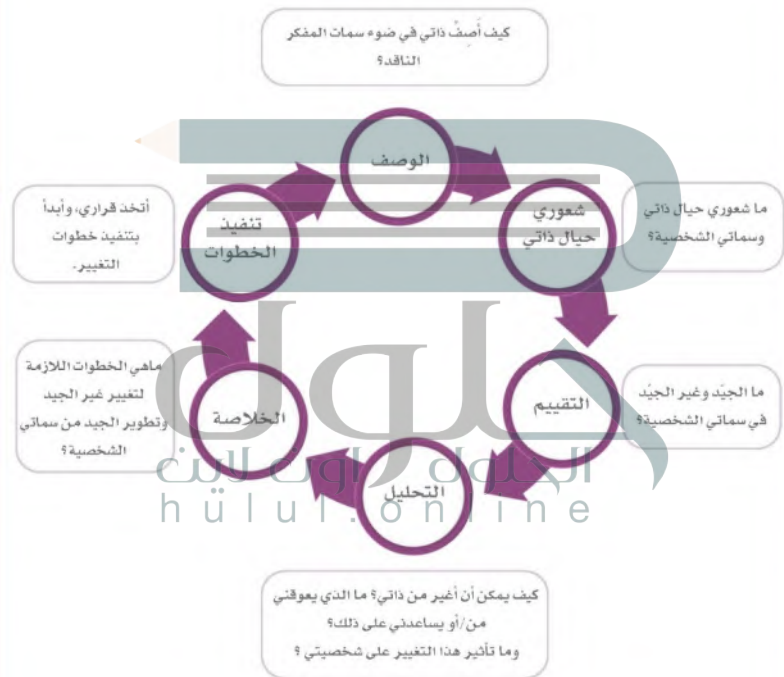 كيف أَصِفُ ذاتي في ضوء سمات المفكر
الناقد؟
الوصف
شعوري
حيال ذاتي
ما شعوري حيال ذاتي
وسماتي الشخصية؟
التقييم
ما الجيّد وغير الجيّد
في سماتي الشخصية؟
التحليل
كيف يمكن أن أغير من ذاتي؟ ما الذي يعوقني
من/أو يساعدني على ذلك؟
وما تأثير هذا التغيير على شخصيتي ؟
الخلاصة
ماهي الخطوات اللازمة
لتغيير غير الجيد
وتطوير الجيد من سماتي
الشخصية؟
تنفيذ
الخطوات
أتخذ قراري، وأبدأ
بتنفيذ خطوات
التغيير.
حلول
الحلول اون لاين
hulul.online